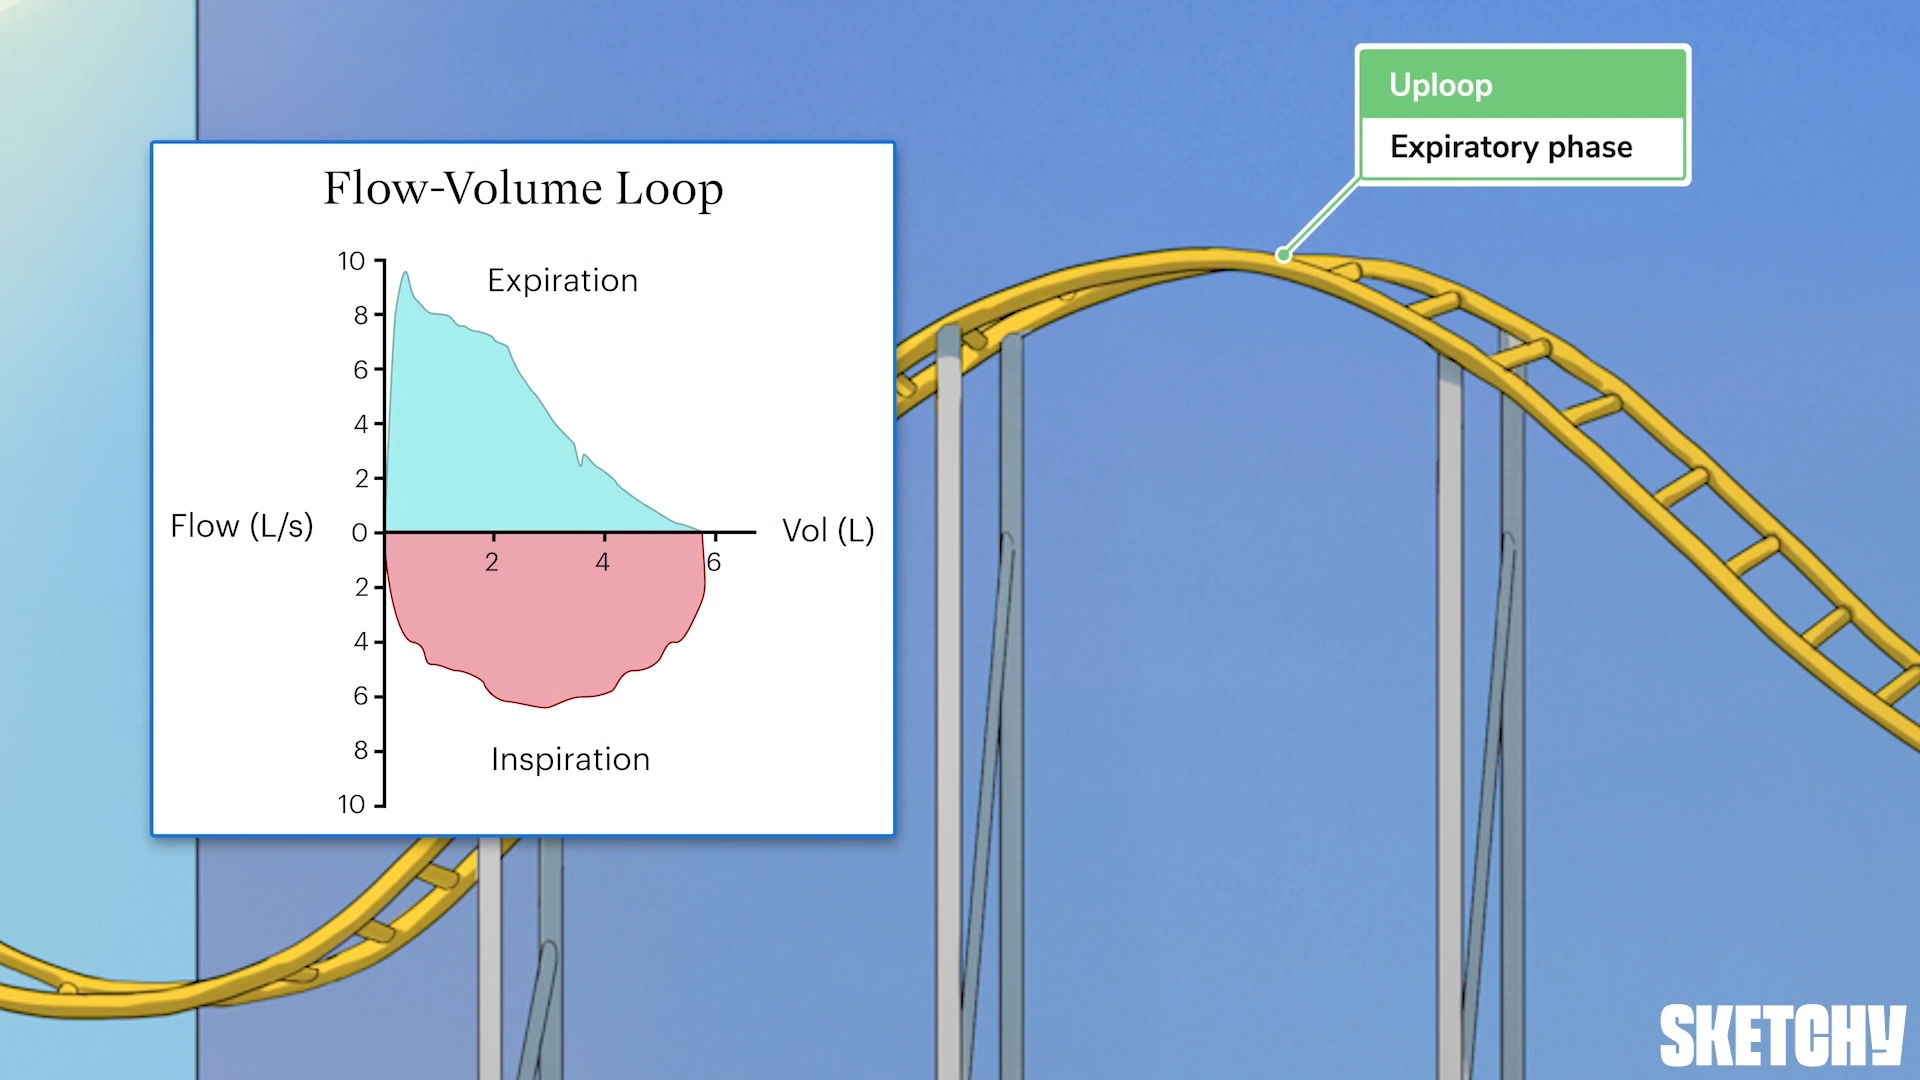 Uploop
Expiratory phase
Flow-Volume Loop
10
Expiration
8
6
4
2
Flow (L/s)
0
Vol (L)
2
4
6
2
4
6
8
Inspiration
10
SKETCHY